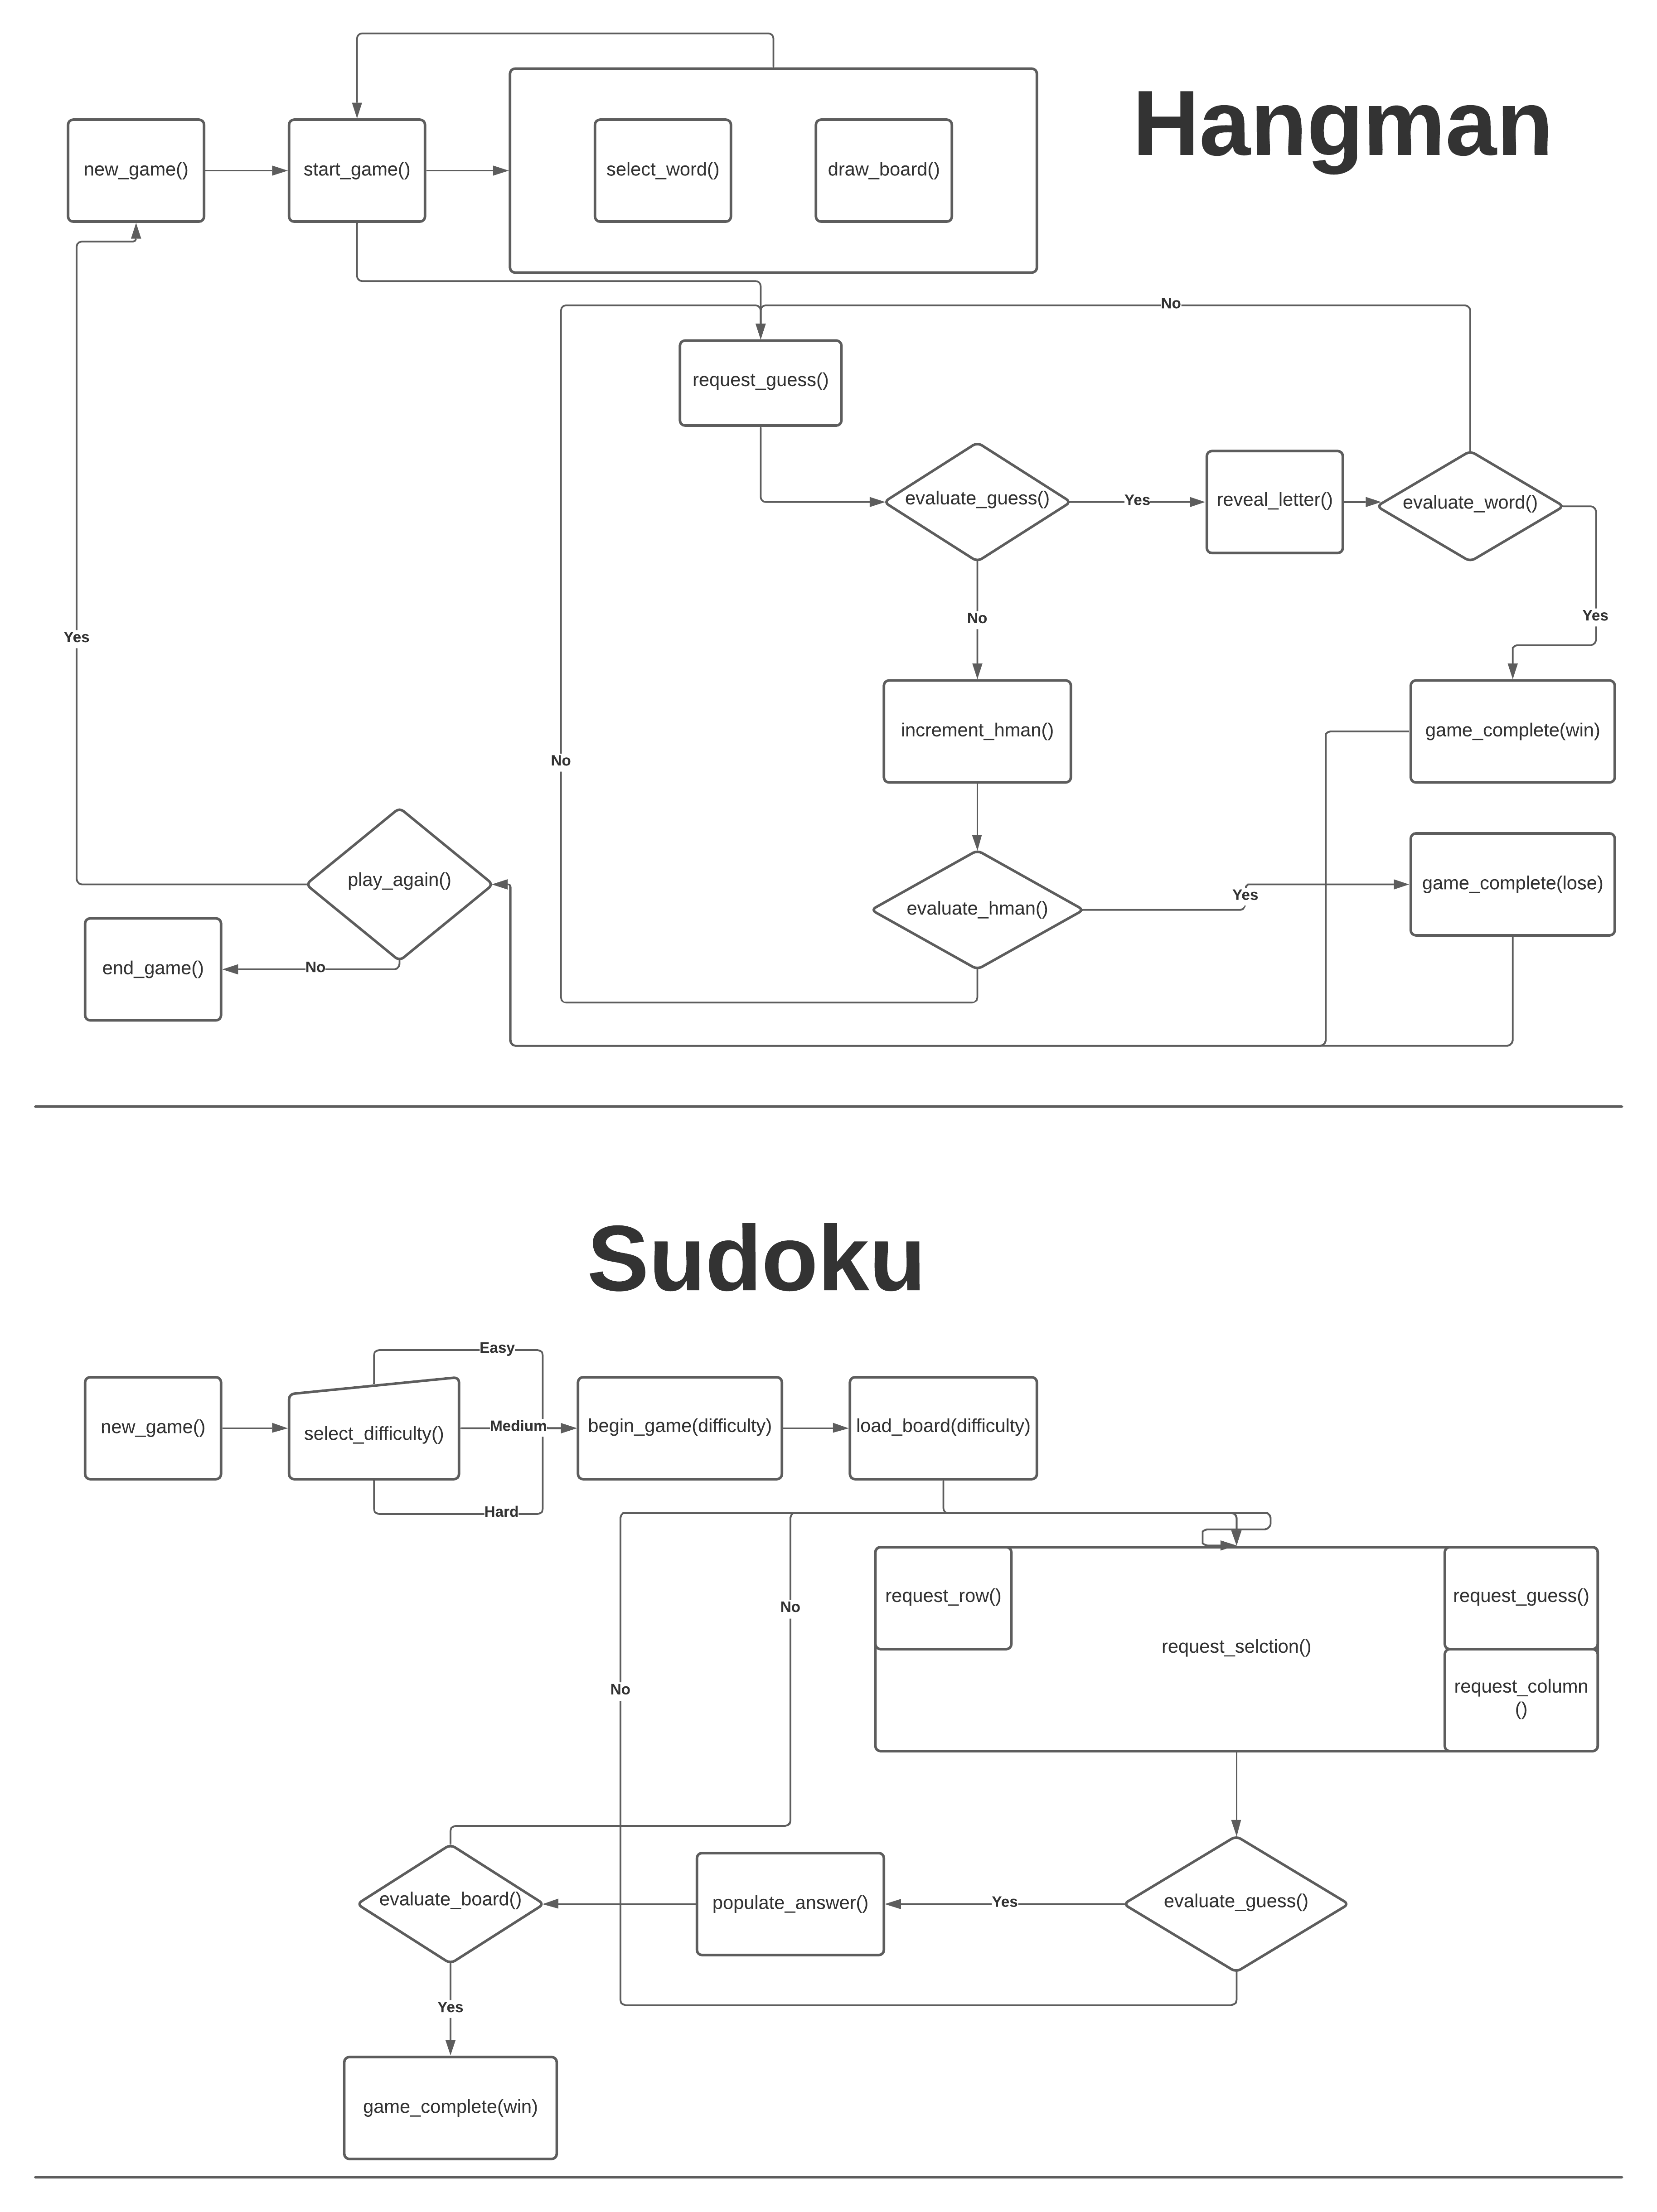 Hangman
new_game()
start_game()
select_word()
draw_board()
No
request_guess()
evaluate_guess()
Yes
reveal_letter()
evaluate_word()
No
Yes
Yes
increment_hman()
game_complete(win)
No
play_again()
evaluate_hman()
Yes
game_complete(lose)
end_game()
No
Sudoku
Easy
new_game()
select_difficulty()
Medium
begin_game(difficulty)
load_board(difficulty)
Hard
No
request_row()
request_guess()
request_selction()
No
request_column
()
evaluate_board()
populate_answer()
Yes
evaluate_guess()
Yes
game_complete(win)